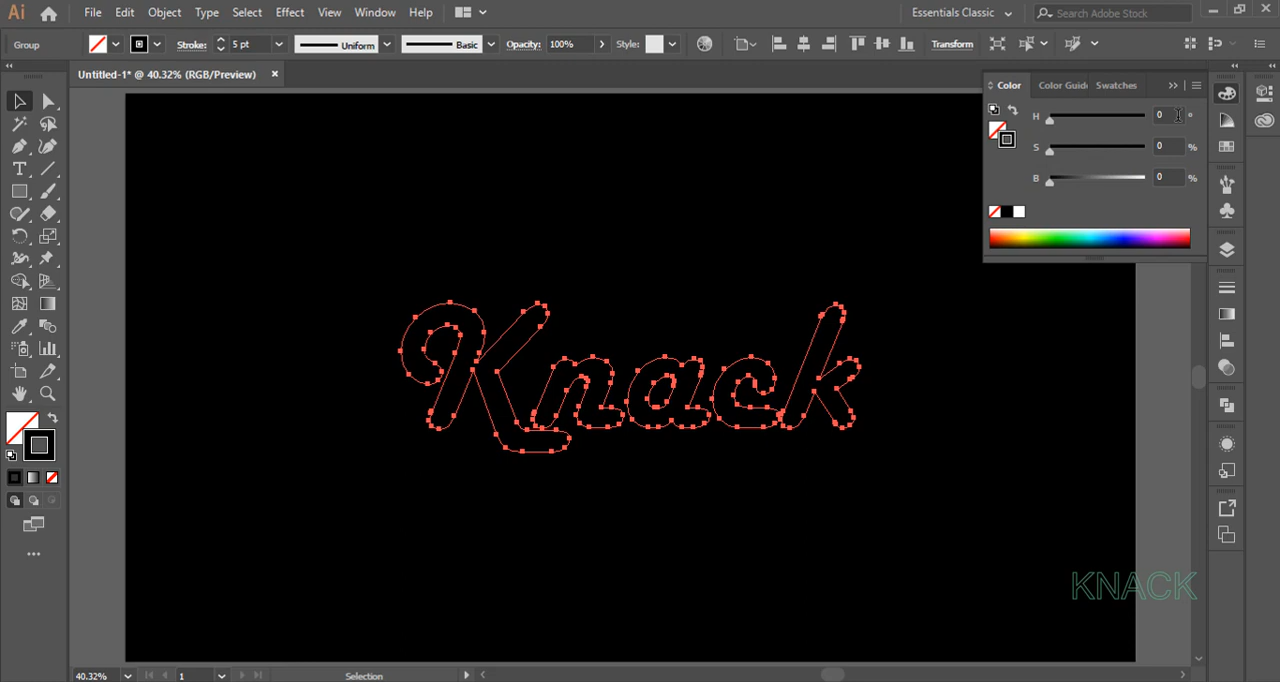 Ai File Edit Object Type Select Effect View Window Help Essentials Classic Search Adobe Stock
Group Stroke: 5 pt Uniform Basic Opacity: 100% Style: Transform
Untitled-1* @ 40.32% (RGB/Preview)
Color Color Guide Swatches
H 0 °
S 0 %
B 0 %
Knack
KNACK
40.32% 1 Selection